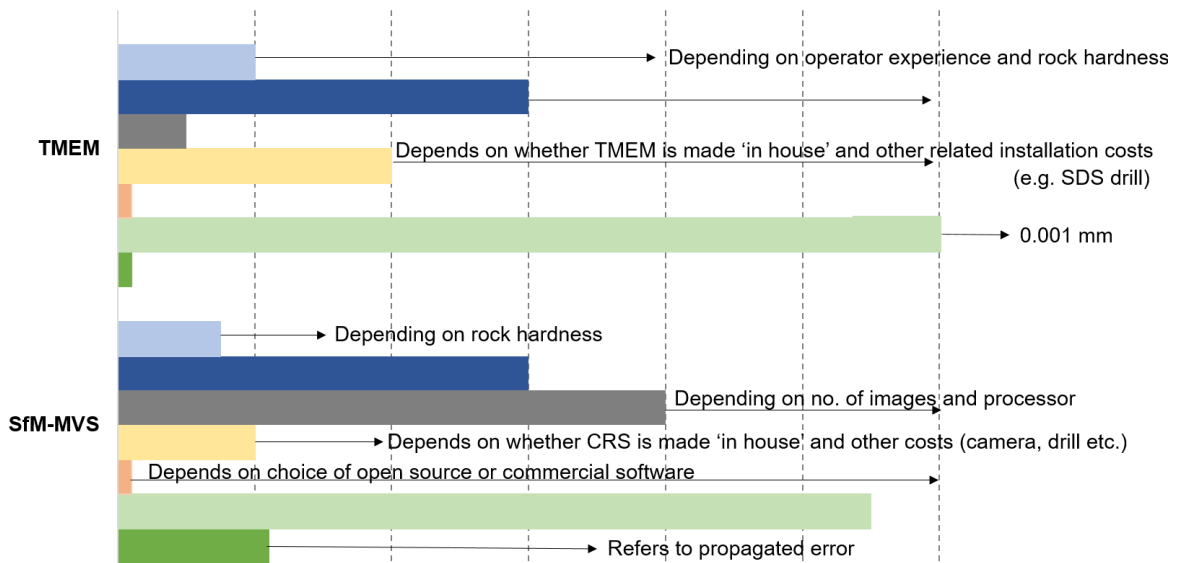 Depending on operator experience and rock hardness
TMEM
Depends on whether TMEM is made ‘in house’ and other related installation costs
(e.g. SDS drill)
0.001 mm
Depending on rock hardness
Depending on no. of images and processor
SfM-MVS
Depends on whether CRS is made ‘in house’ and other costs (camera, drill etc.)
Depends on choice of open source or commercial software
Refers to propagated error